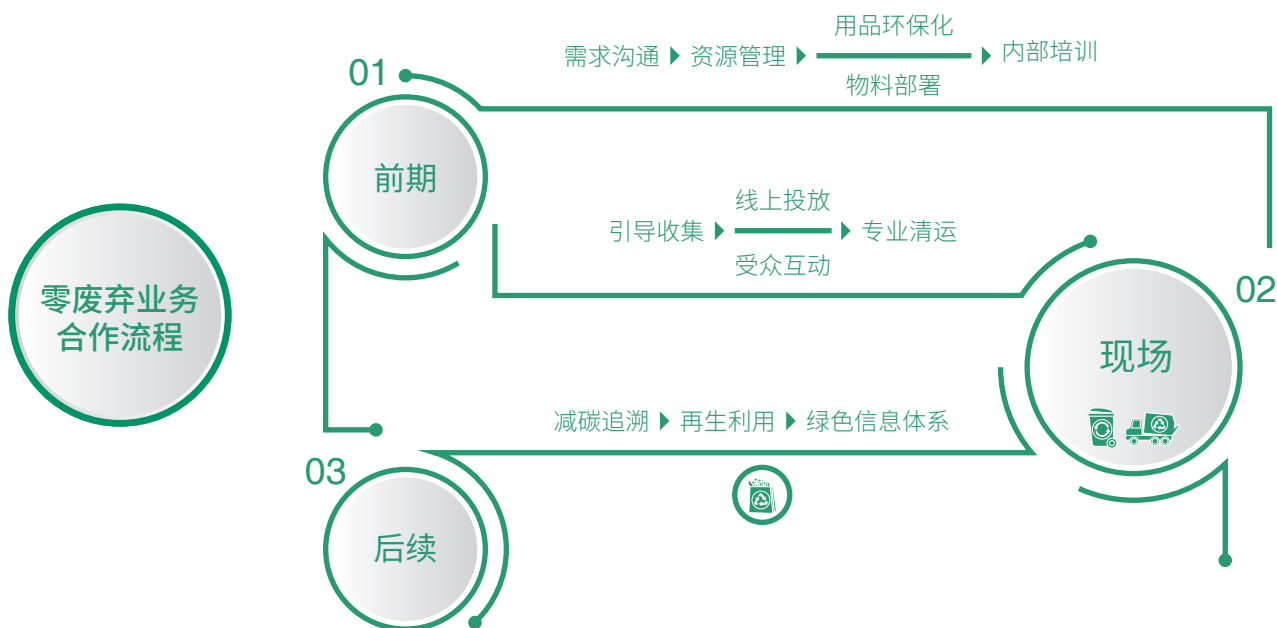 零废弃业务
合作流程
01
前期
需求沟通
资源管理
用品环保化
物料部署
内部培训
引导收集
线上投放
受众互动
专业清运
02
现场
减碳追溯
再生利用
绿色信息体系
03
后续